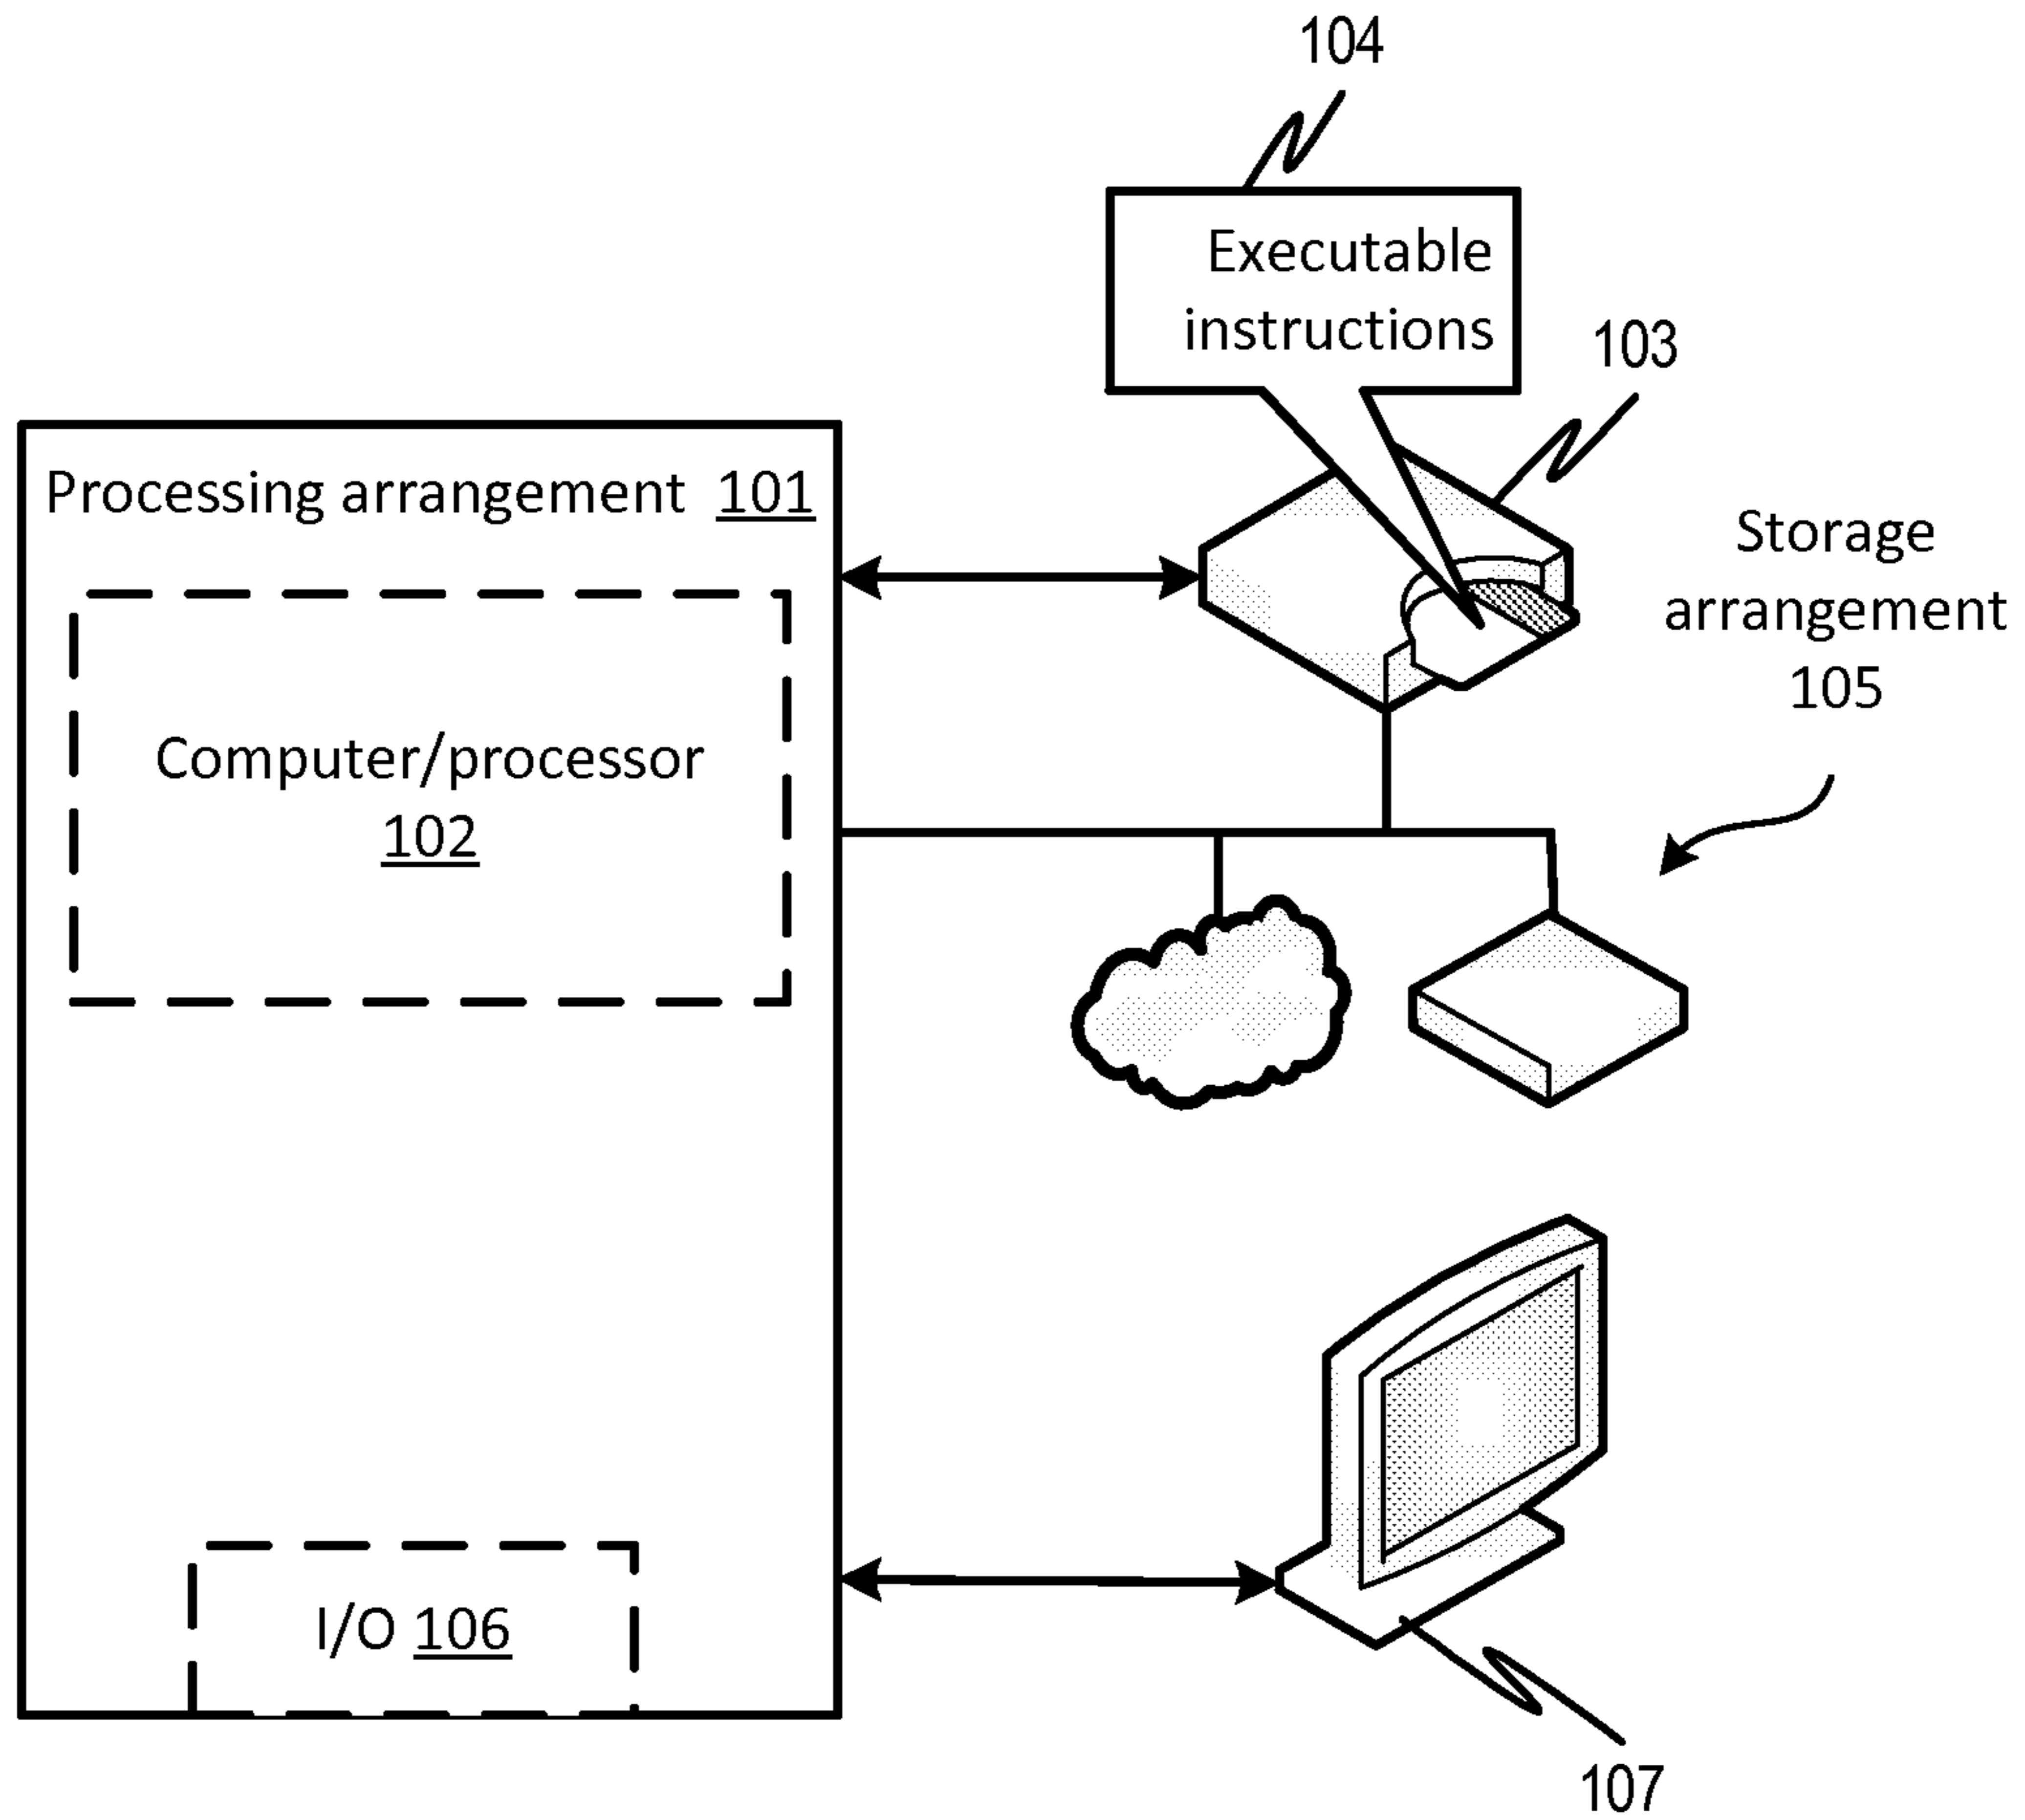 104
Executable
instructions
103
Processing arrangement 101
Storage
arrangement
105
Computer/processor
102
I/O 106
107